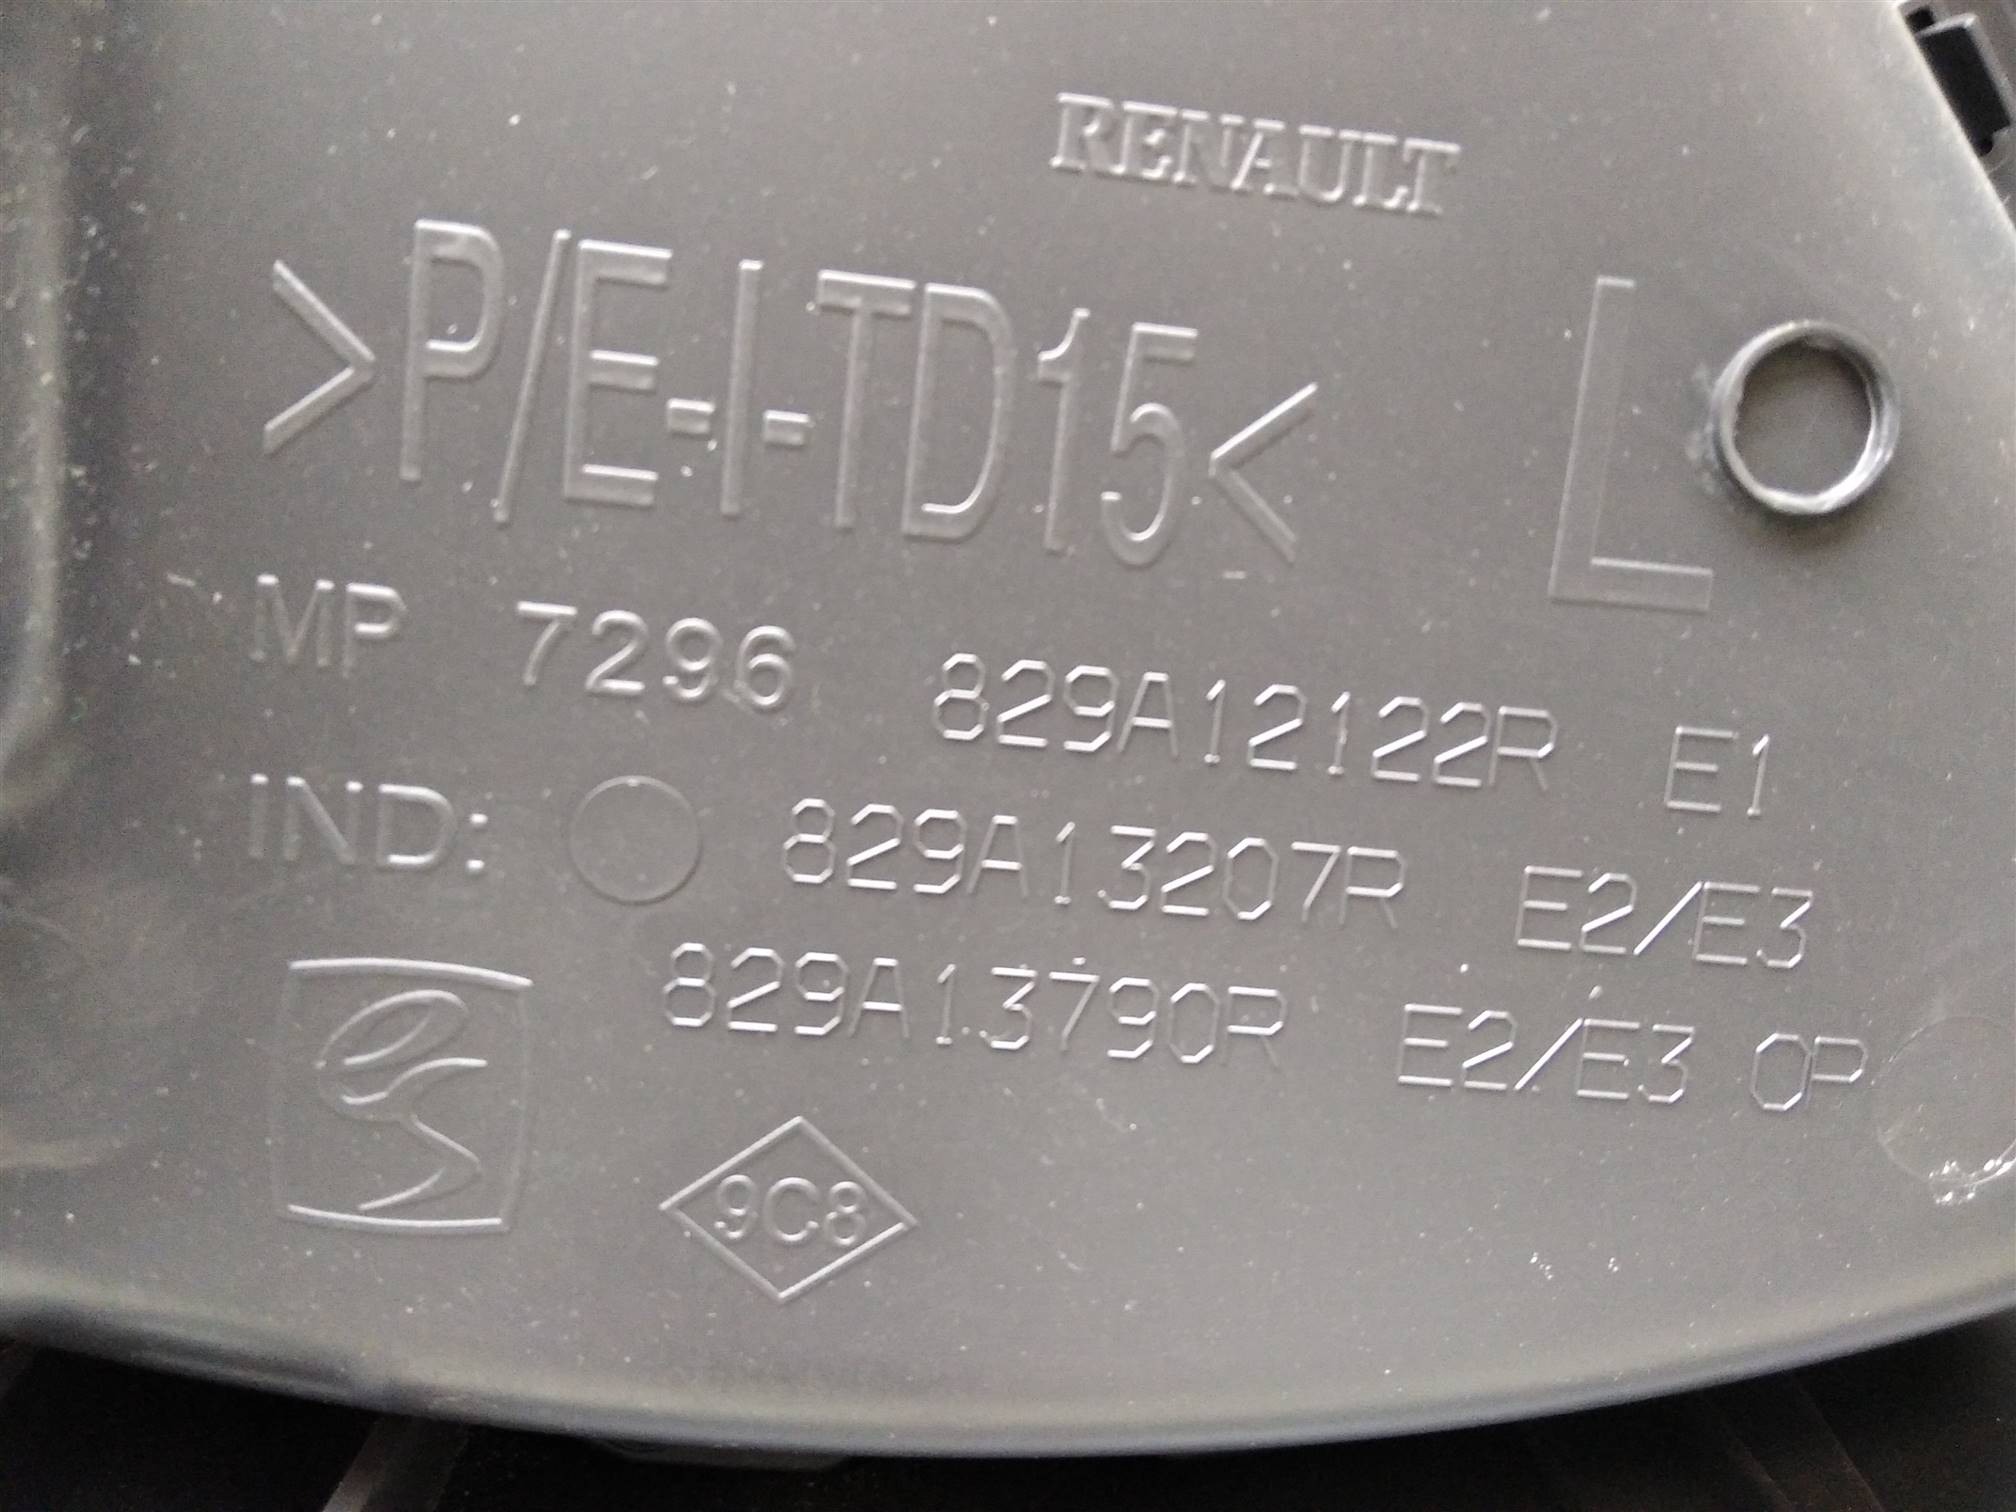 RENAULT
>P/E-I-TD15<
L
MP 7296 829A12122R E1
IND: 829A13207R E2/E3
829A13790R E2/E3 OP
9C8